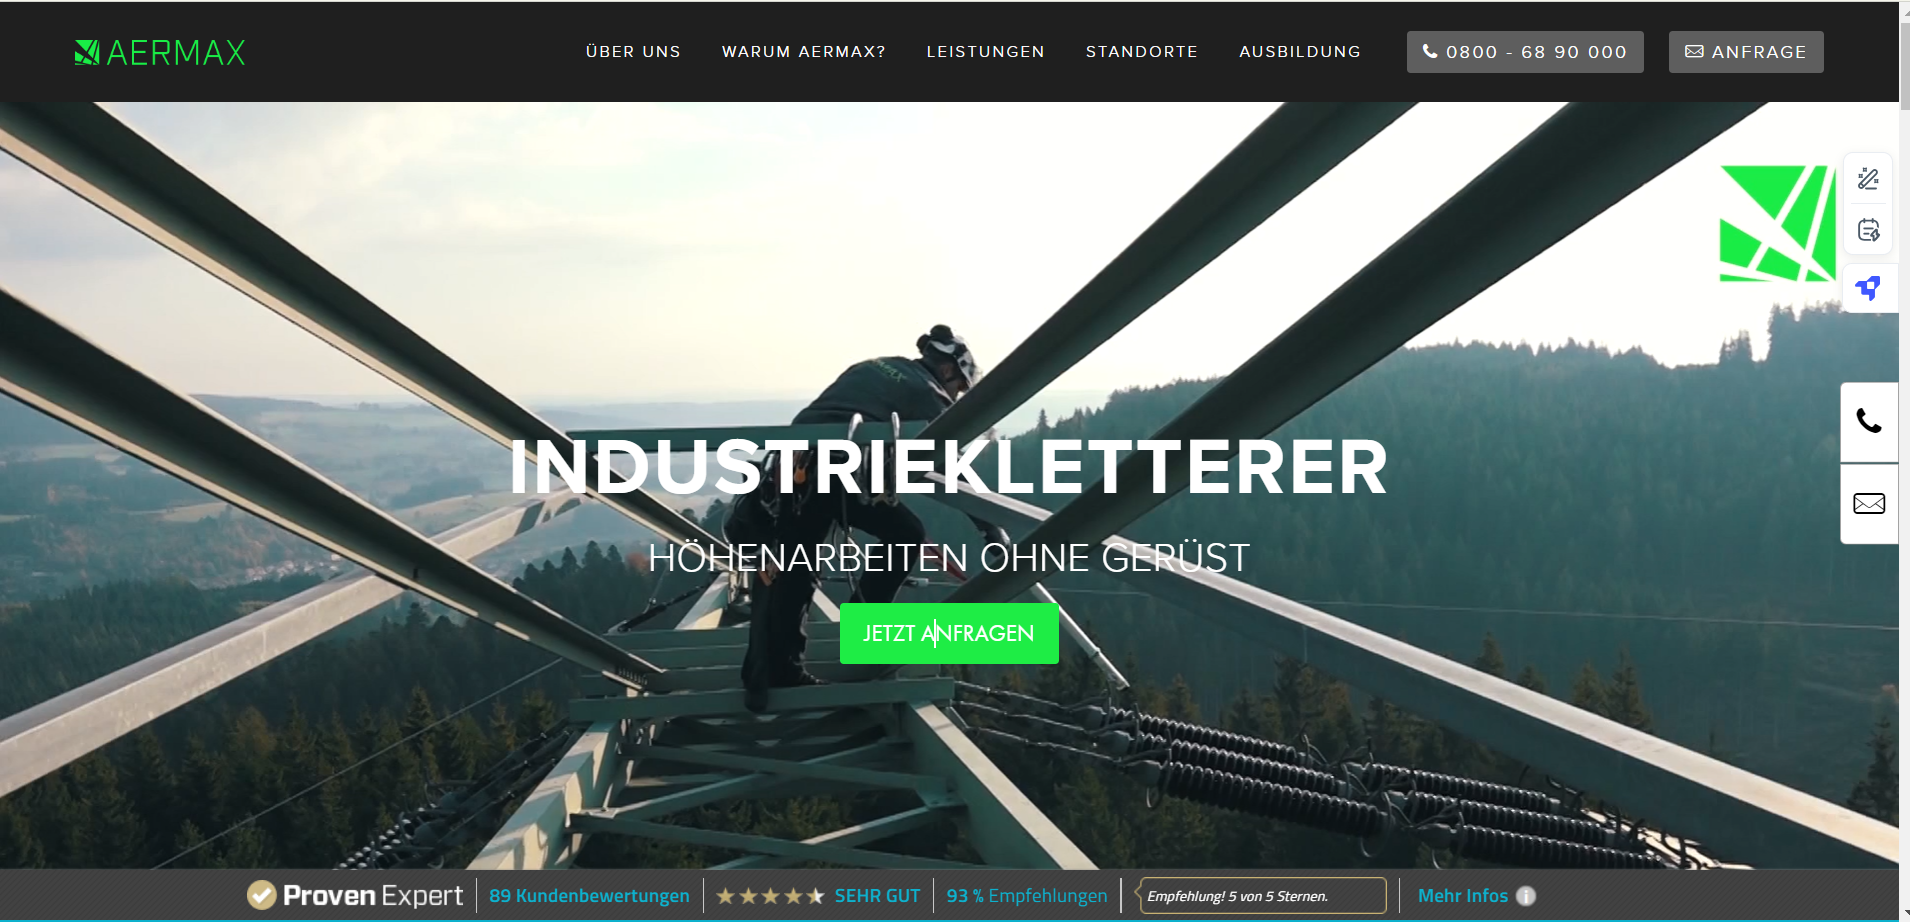 AERMAX
ÜBER UNS
WARUM AERMAX?
LEISTUNGEN
STANDORTE
AUSBILDUNG
0800 - 68 90 000
ANFRAGE
INDUSTRIEKLETTERER
HÖHENARBEITEN OHNE GERÜST
JETZT ANFRAGEN
Proven Expert
89 Kundenbewertungen
SEHR GUT
93 % Empfehlungen
Empfehlung! 5 von 5 Sternen.
Mehr Infos